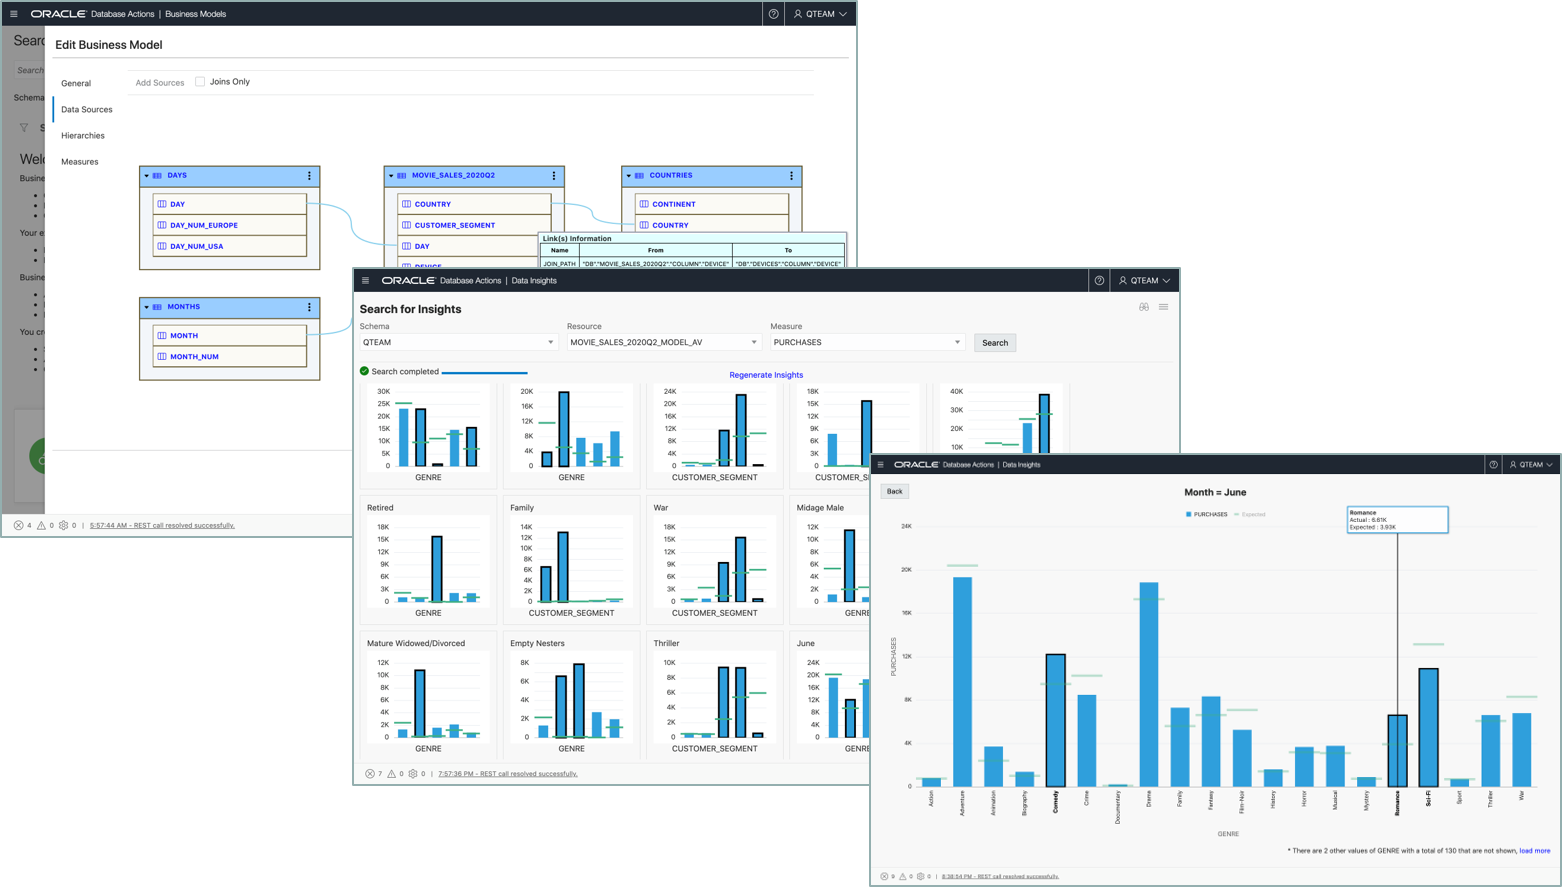 ORACLE Database Actions | Business Models
QTEAM
Search
Schema
Edit Business Model
General
Data Sources
Hierarchies
Measures
Add Sources
Joins Only
DAYS
DAY
DAY_NUM_EUROPE
DAY_NUM_USA
MOVIE_SALES_2020Q2
COUNTRY
CUSTOMER_SEGMENT
DAY
DEVICE
COUNTRIES
CONTINENT
COUNTRY
Link(s) Information
Name From To
JOIN_PATH "DB"."MOVIE_SALES_2020Q2"."COLUMN"."DEVICE" "DB"."DEVICES"."COLUMN"."DEVICE"
MONTHS
MONTH
MONTH_NUM
4 0 0 | 5:57:44 AM - REST call resolved successfully.
ORACLE Database Actions | Data Insights
QTEAM
Search for Insights
Schema
QTEAM
Resource
MOVIE_SALES_2020Q2_MODEL_AV
Measure
PURCHASES
Search
Search completed
Regenerate Insights
30K
25K
20K
15K
10K
5K
0
GENRE
20K
16K
12K
8K
4K
0
GENRE
24K
20K
16K
12K
8K
4K
0
CUSTOMER_SEGMENT
18K
15K
12K
9K
6K
3K
0
CUSTOMER_S
40K
30K
20K
10K
Retired
18K
15K
12K
9K
6K
3K
0
GENRE
Family
14K
12K
10K
8K
6K
4K
2K
0
CUSTOMER_SEGMENT
War
18K
15K
12K
9K
6K
3K
0
CUSTOMER_SEGMENT
Midage Male
12K
10K
8K
6K
4K
2K
0
GENRE
Mature Widowed/Divorced
12K
10K
8K
6K
4K
2K
0
GENRE
Empty Nesters
8K
6K
4K
2K
0
GENRE
Thriller
10K
8K
6K
4K
2K
0
CUSTOMER_SEGMENT
June
24K
20K
16K
12K
8K
4K
0
GENRE
7 0 0 | 7:57:36 PM - REST call resolved successfully.
ORACLE Database Actions | Data Insights
QTEAM
Back
Month = June
PURCHASES Expected
Romance
Actual : 6.61K
Expected : 3.93K
24K
20K
16K
12K
8K
4K
0
PURCHASES
Action
Adventure
Animation
Biography
Comedy
Crime
Documentary
Drama
Family
Fantasy
Film-Noir
History
Horror
Musical
Mystery
Romance
Sci-Fi
Sport
Thriller
War
GENRE
* There are 2 other values of GENRE with a total of 130 that are not shown, load more
9 0 0 | 8:38:54 PM - REST call resolved successfully.